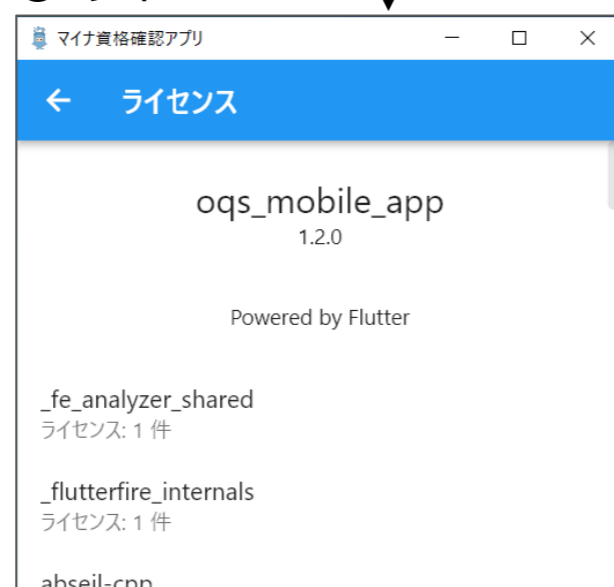 マイナ資格確認アプリ
ライセンス
oqs_mobile_app
1.2.0
Powered by Flutter
_fe_analyzer_shared
ライセンス: 1 件
_flutterfire_internals
ライセンス: 1 件
abseil-cpp